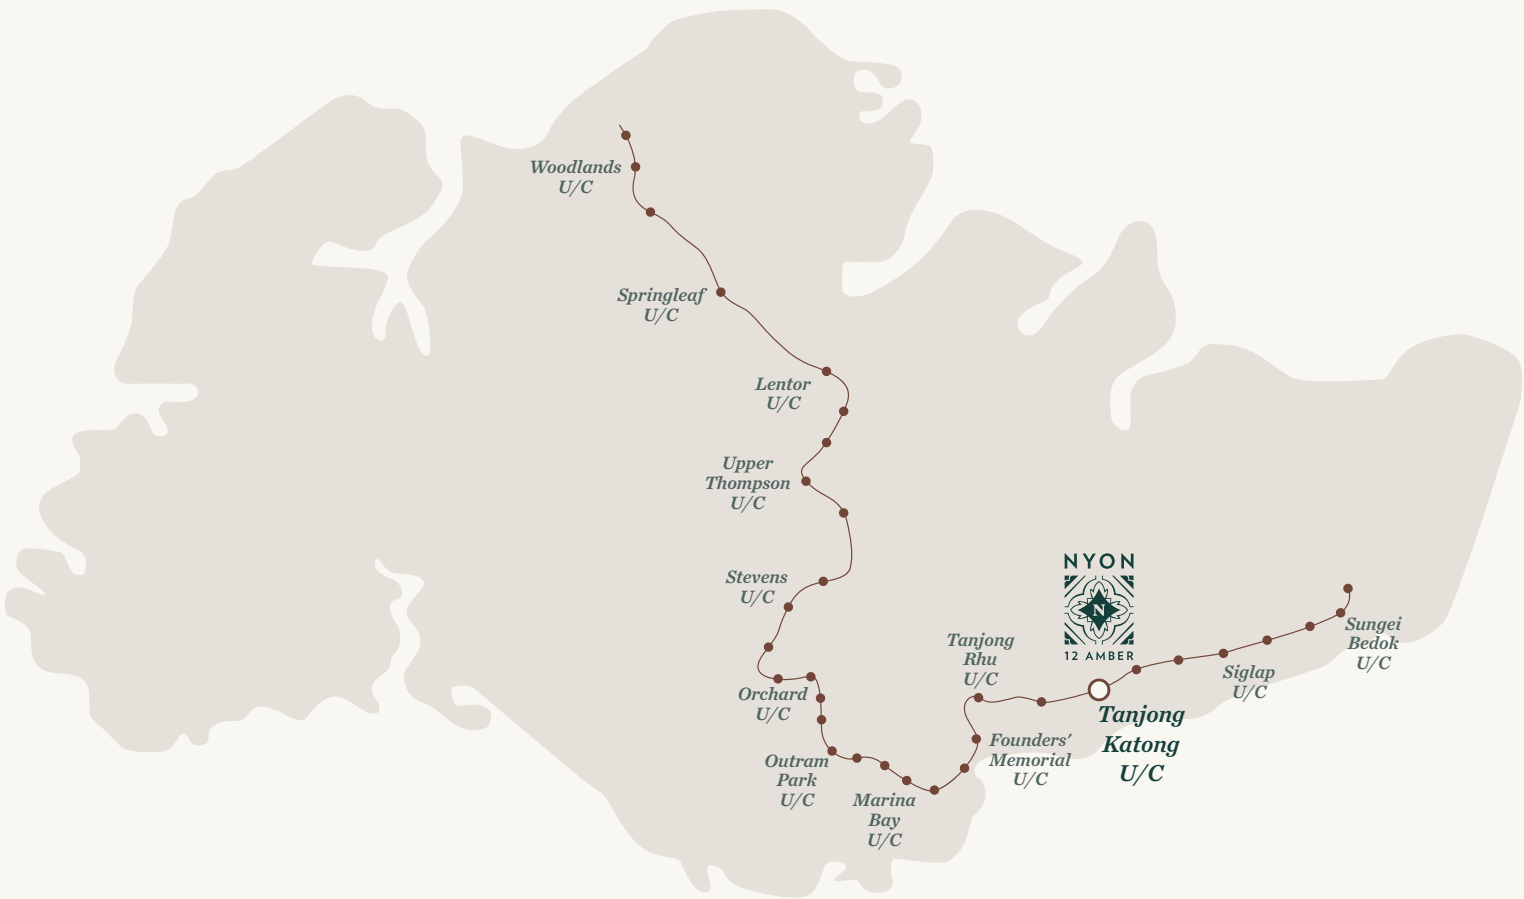 Woodlands
U/C
Springleaf
U/C
Lentor
U/C
Upper
Thompson
U/C
Stevens
U/C
Orchard
U/C
Outram
Park
U/C
Marina
Bay
U/C
Founders'
Memorial
U/C
Tanjong
Rhu
U/C
NYON
N
12 AMBER
Tanjong
Katong
U/C
Siglap
U/C
Sungei
Bedok
U/C